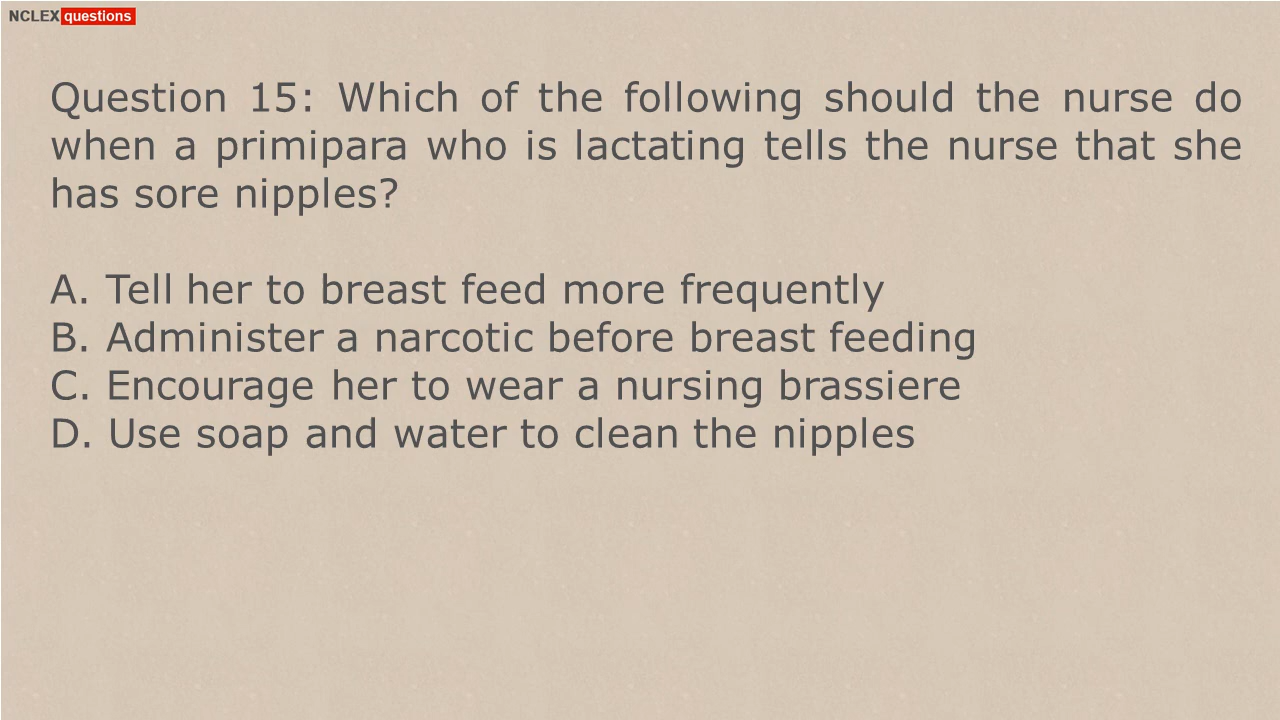 NCLEX questions
Question 15: Which of the following should the nurse do
when a primipara who is lactating tells the nurse that she
has sore nipples?
A. Tell her to breast feed more frequently
B. Administer a narcotic before breast feeding
C. Encourage her to wear a nursing brassiere
D. Use soap and water to clean the nipples